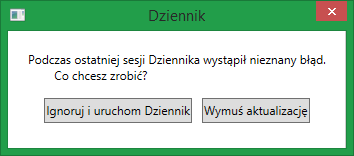 Dziennik
Podczas ostatniej sesji Dziennika wystąpił nieznany błąd.
Co chcesz zrobić?
Ignoruj i uruchom Dziennik Wymuś aktualizację